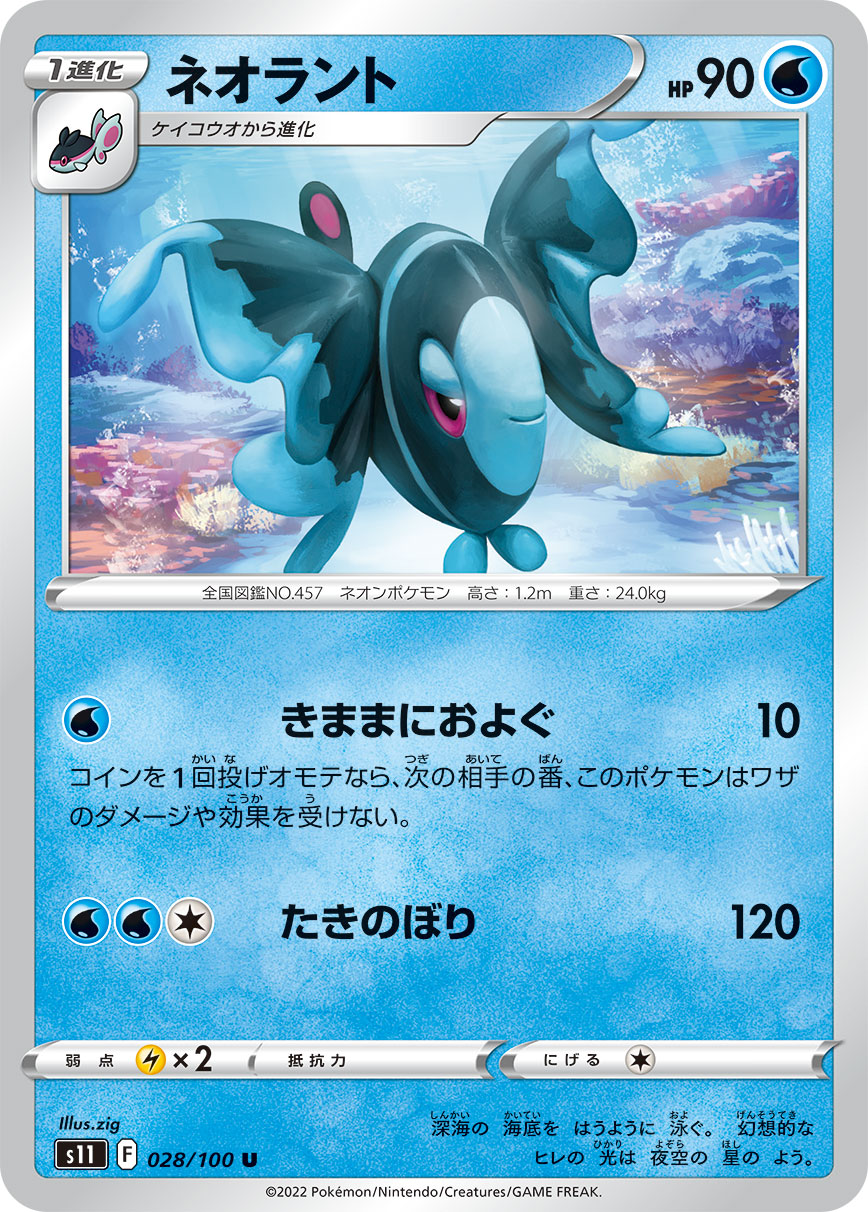 1進化
ネオラント
HP90
ケイコウオから進化
全国図鑑NO.457 ネオンポケモン 高さ：1.2m 重さ：24.0kg
きままにおよぐ 10
コインを1回投げオモテなら、次の相手の番、このポケモンはワザ
のダメージや効果を受けない。
たきのぼり 120
弱点 ×2 抵抗力 にげる
Illus.zig
深海の 海底を はうように 泳ぐ。 幻想的な
ヒレの 光は 夜空の 星の よう。
s11 F 028/100 U
©2022 Pokémon/Nintendo/Creatures/GAME FREAK.